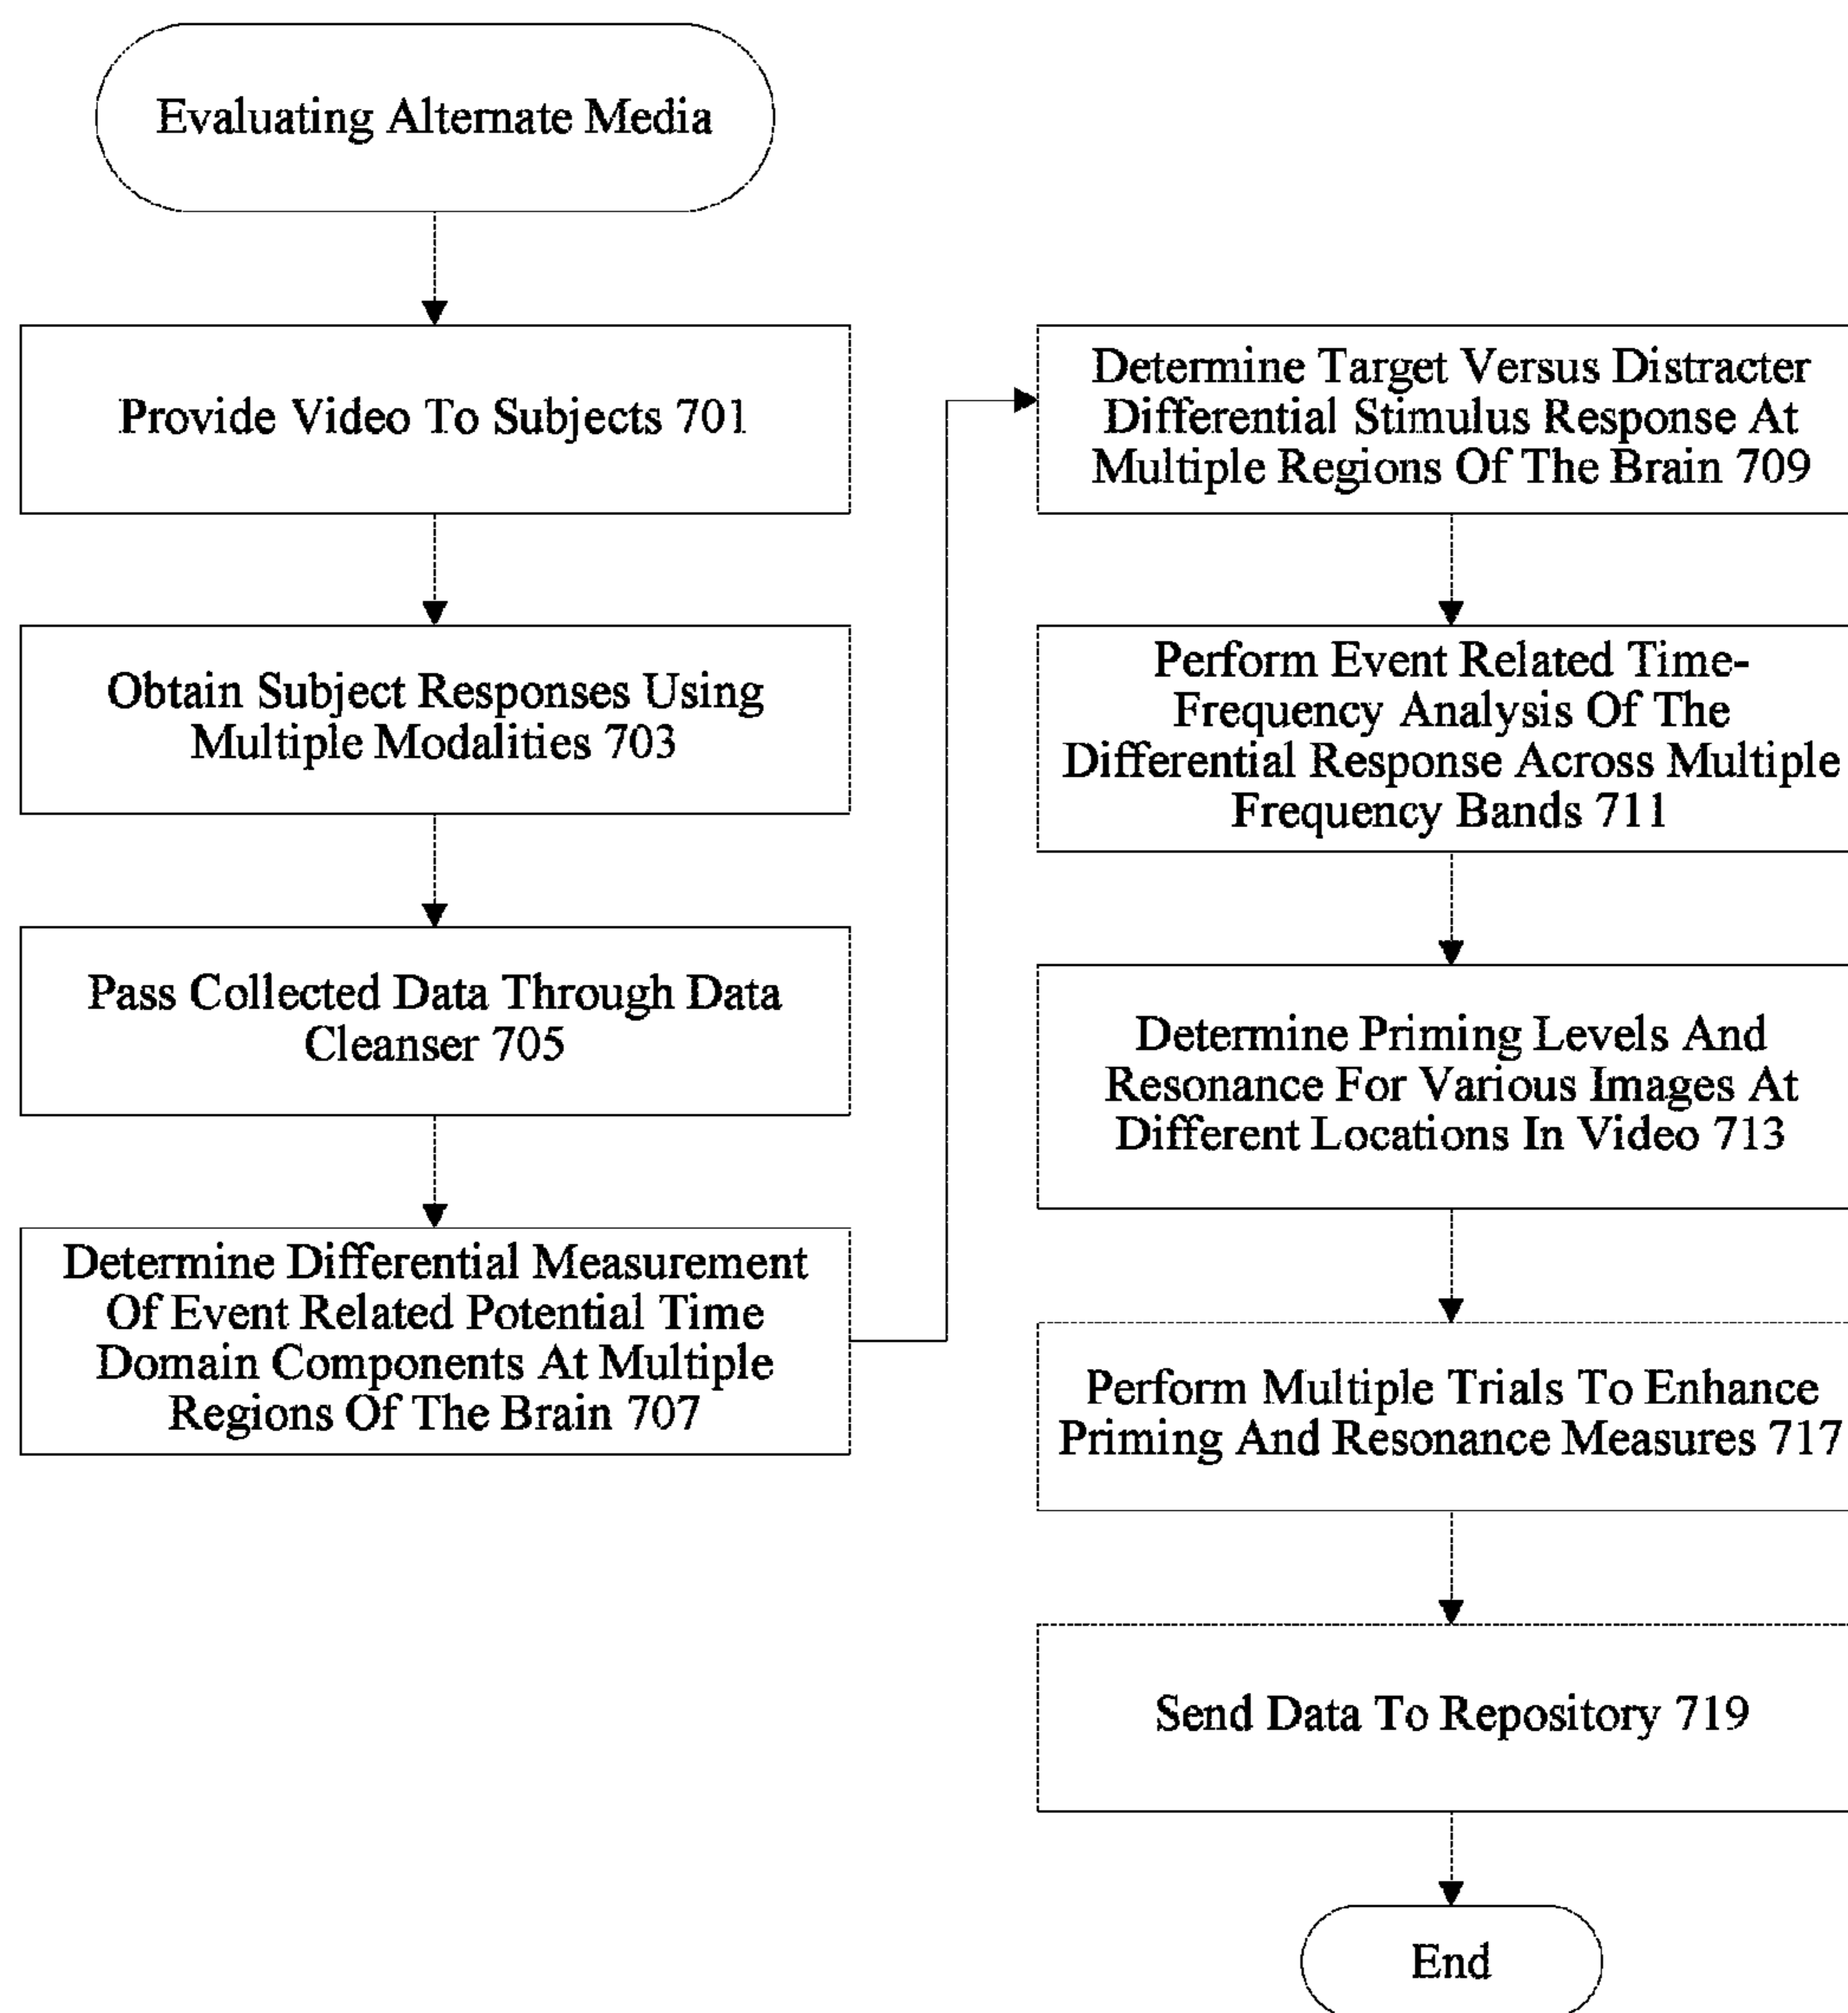 Evaluating Alternate Media
Provide Video To Subjects 701
Obtain Subject Responses Using
Multiple Modalities 703
Pass Collected Data Through Data
Cleanser 705
Determine Differential Measurement
Of Event Related Potential Time
Domain Components At Multiple
Regions Of The Brain 707
Determine Target Versus Distracter
Differential Stimulus Response At
Multiple Regions Of The Brain 709
Perform Event Related Time-
Frequency Analysis Of The
Differential Response Across Multiple
Frequency Bands 711
Determine Priming Levels And
Resonance For Various Images At
Different Locations In Video 713
Perform Multiple Trials To Enhance
Priming And Resonance Measures 717
Send Data To Repository 719
End